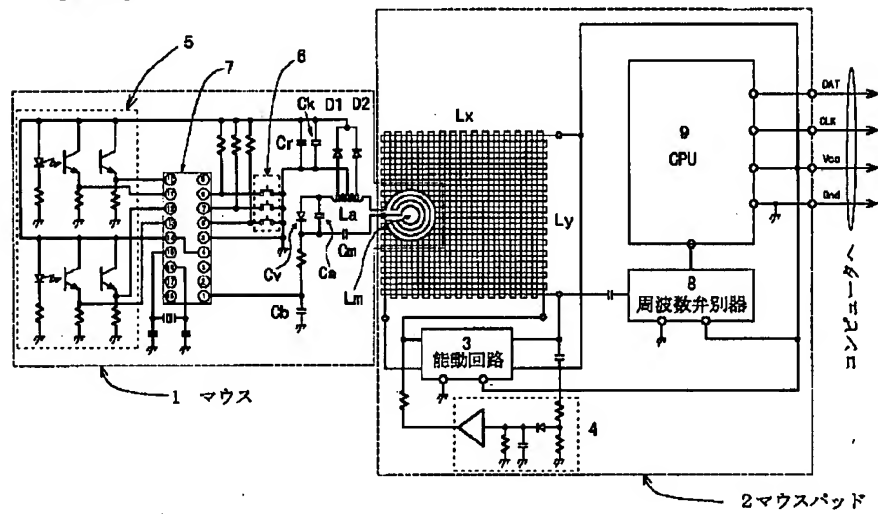 5
7
6
Ck D1 D2
Cr
Lx
La
Ly
Cv
Ca
Cm
Lm
Cb
9
CPU
DAT
CLK
Gnd
コンピュータへ
8
周波数弁別器
3
能動回路
4
1 マウス
2マウスパッド